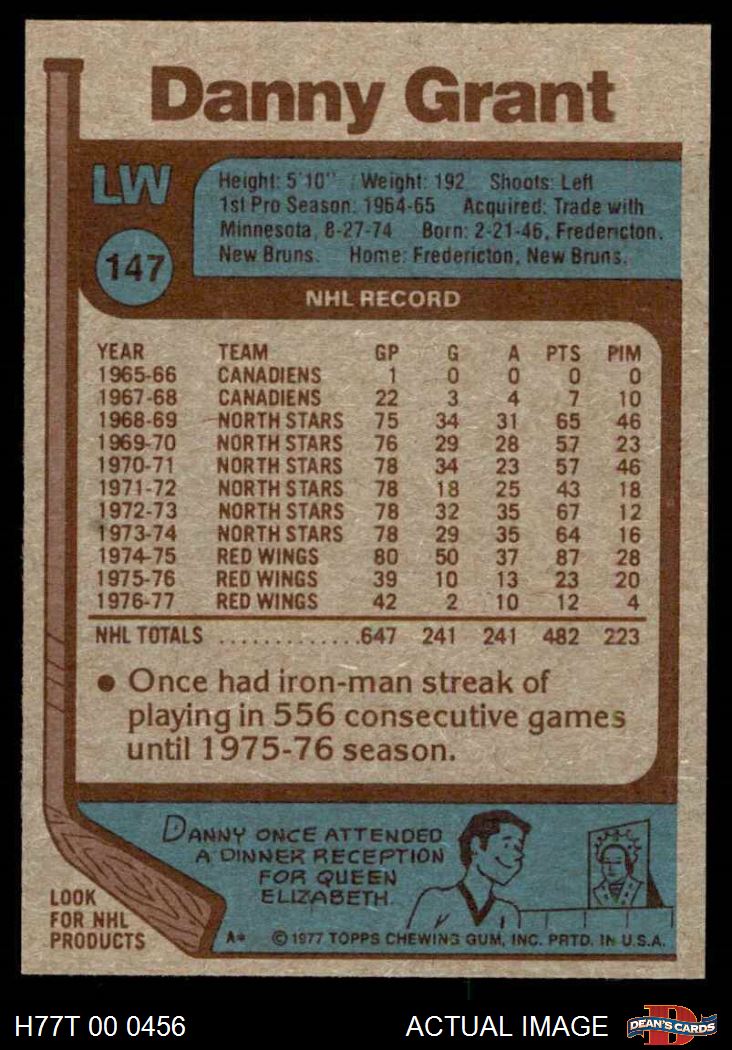 Danny Grant
LW
147
Height: 5'10" Weight: 192 Shoots: Left
1st Pro Season: 1964-65 Acquired: Trade with
Minnesota, 8-27-74 Born: 2-21-46, Fredericton,
New Bruns. Home: Fredericton, New Bruns.
NHL RECORD
YEAR TEAM GP G A PTS PIM
1965-66 CANADIENS 1 0 0 0 0
1967-68 CANADIENS 22 3 4 7 10
1968-69 NORTH STARS 75 34 31 65 46
1969-70 NORTH STARS 76 29 28 57 23
1970-71 NORTH STARS 78 34 23 57 46
1971-72 NORTH STARS 78 18 25 43 18
1972-73 NORTH STARS 78 32 35 67 12
1973-74 NORTH STARS 78 29 35 64 16
1974-75 RED WINGS 80 50 37 87 28
1975-76 RED WINGS 39 10 13 23 20
1976-77 RED WINGS 42 2 10 12 4
NHL TOTALS .............647 241 241 482 223
● Once had iron-man streak of
playing in 556 consecutive games
until 1975-76 season.
DANNY ONCE ATTENDED
A DINNER RECEPTION
FOR QUEEN
ELIZABETH.
LOOK
FOR NHL
PRODUCTS
A* © 1977 TOPPS CHEWING GUM, INC. PRTD. IN U.S.A.
H77T 00 0456 ACTUAL IMAGE
D
DEAN'S CARDS